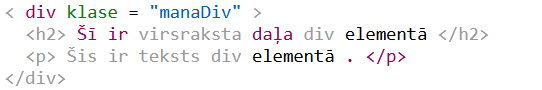 < div klase = "manaDiv" >
<h2> Šī ir virsraksta daļa div elementā </h2>
<p> Šis ir teksts div elementā . </p>
</div>